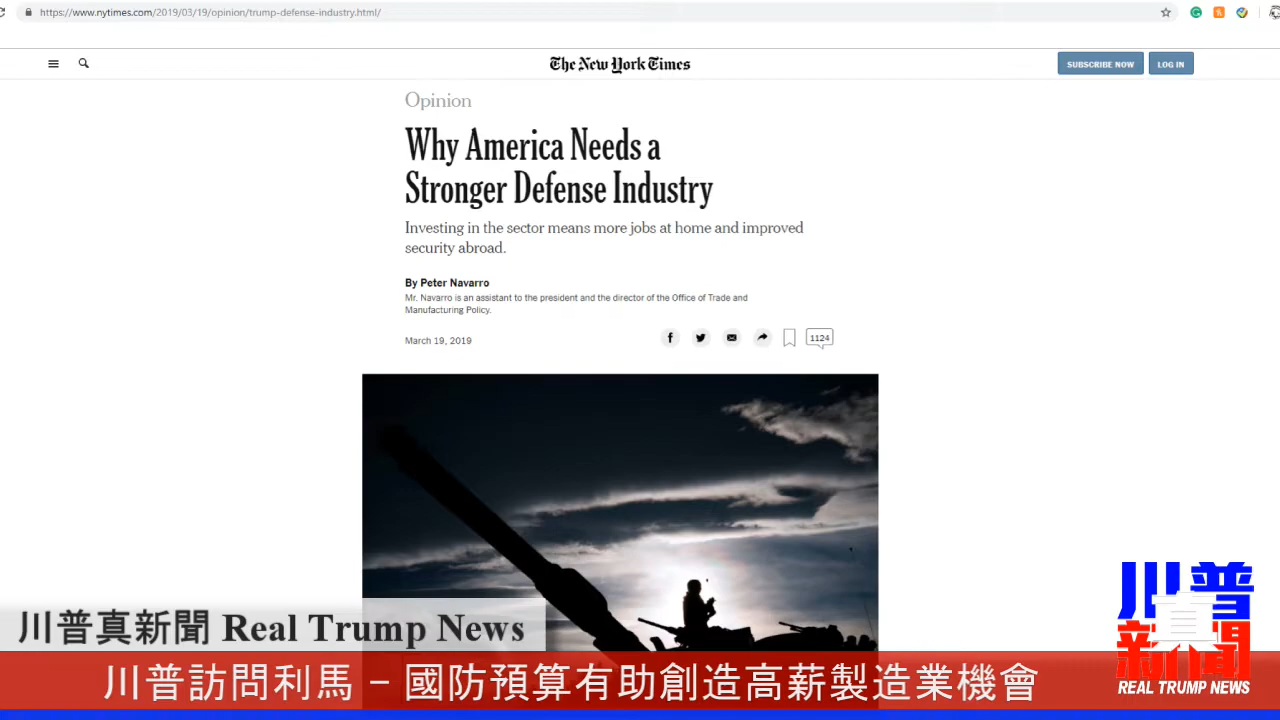 https://www.nytimes.com/2019/03/19/opinion/trump-defense-industry.html/
The New York Times
SUBSCRIBE NOW
LOG IN
Opinion
Why America Needs a
Stronger Defense Industry
Investing in the sector means more jobs at home and improved
security abroad.
By Peter Navarro
Mr. Navarro is an assistant to the president and the director of the Office of Trade and
Manufacturing Policy.
March 19, 2019
1124
川普真新聞 Real Trump News
川普訪問利馬 – 國防預算有助創造高薪製造業機會
川普
真
新聞
REAL TRUMP NEWS